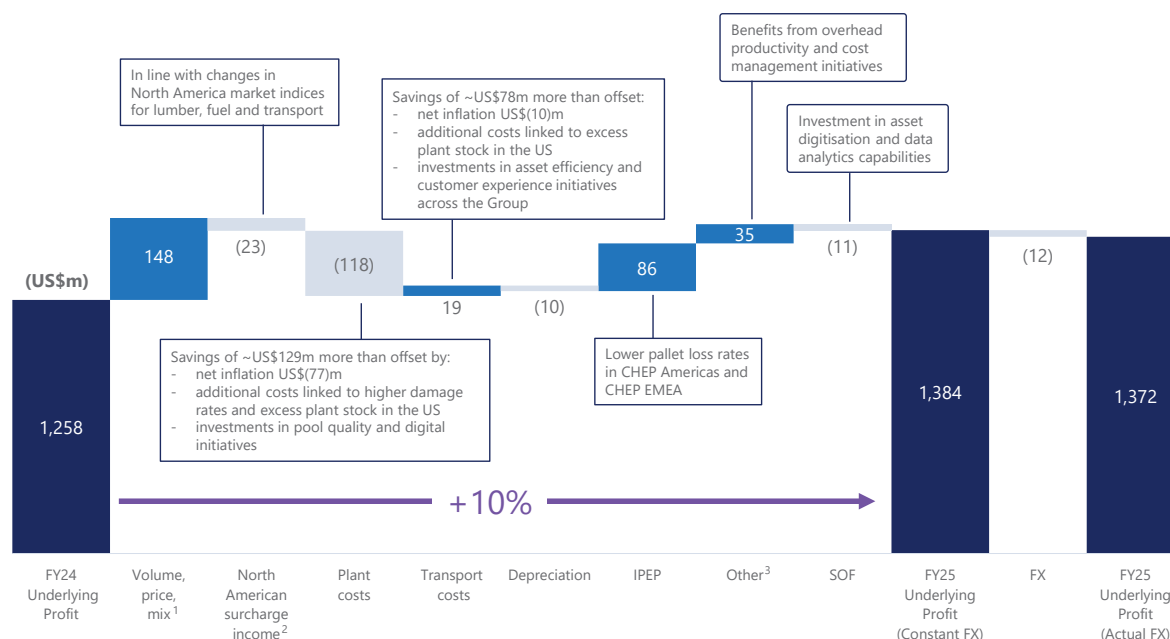 Benefits from overhead
productivity and cost
management initiatives
In line with changes in
North America market indices
for lumber, fuel and transport
Savings of ~US$78m more than offset:
- net inflation US$(10)m
- additional costs linked to excess
plant stock in the US
- investments in asset efficiency and
customer experience initiatives
across the Group
Investment in asset
digitisation and data
analytics capabilities
(US$m)
1,258
148
(23)
(118)
19
(10)
86
35
(11)
1,384
(12)
1,372
Savings of ~US$129m more than offset by:
- net inflation US$(77)m
- additional costs linked to higher damage
rates and excess plant stock in the US
- investments in pool quality and digital
initiatives
Lower pallet loss rates
in CHEP Americas and
CHEP EMEA
+10%
FY24
Underlying
Profit
Volume,
price,
mix 1
North
American
surcharge
income 2
Plant
costs
Transport
costs
Depreciation
IPEP
Other3
SOF
FY25
Underlying
Profit
(Constant FX)
FX
FY25
Underlying
Profit
(Actual FX)